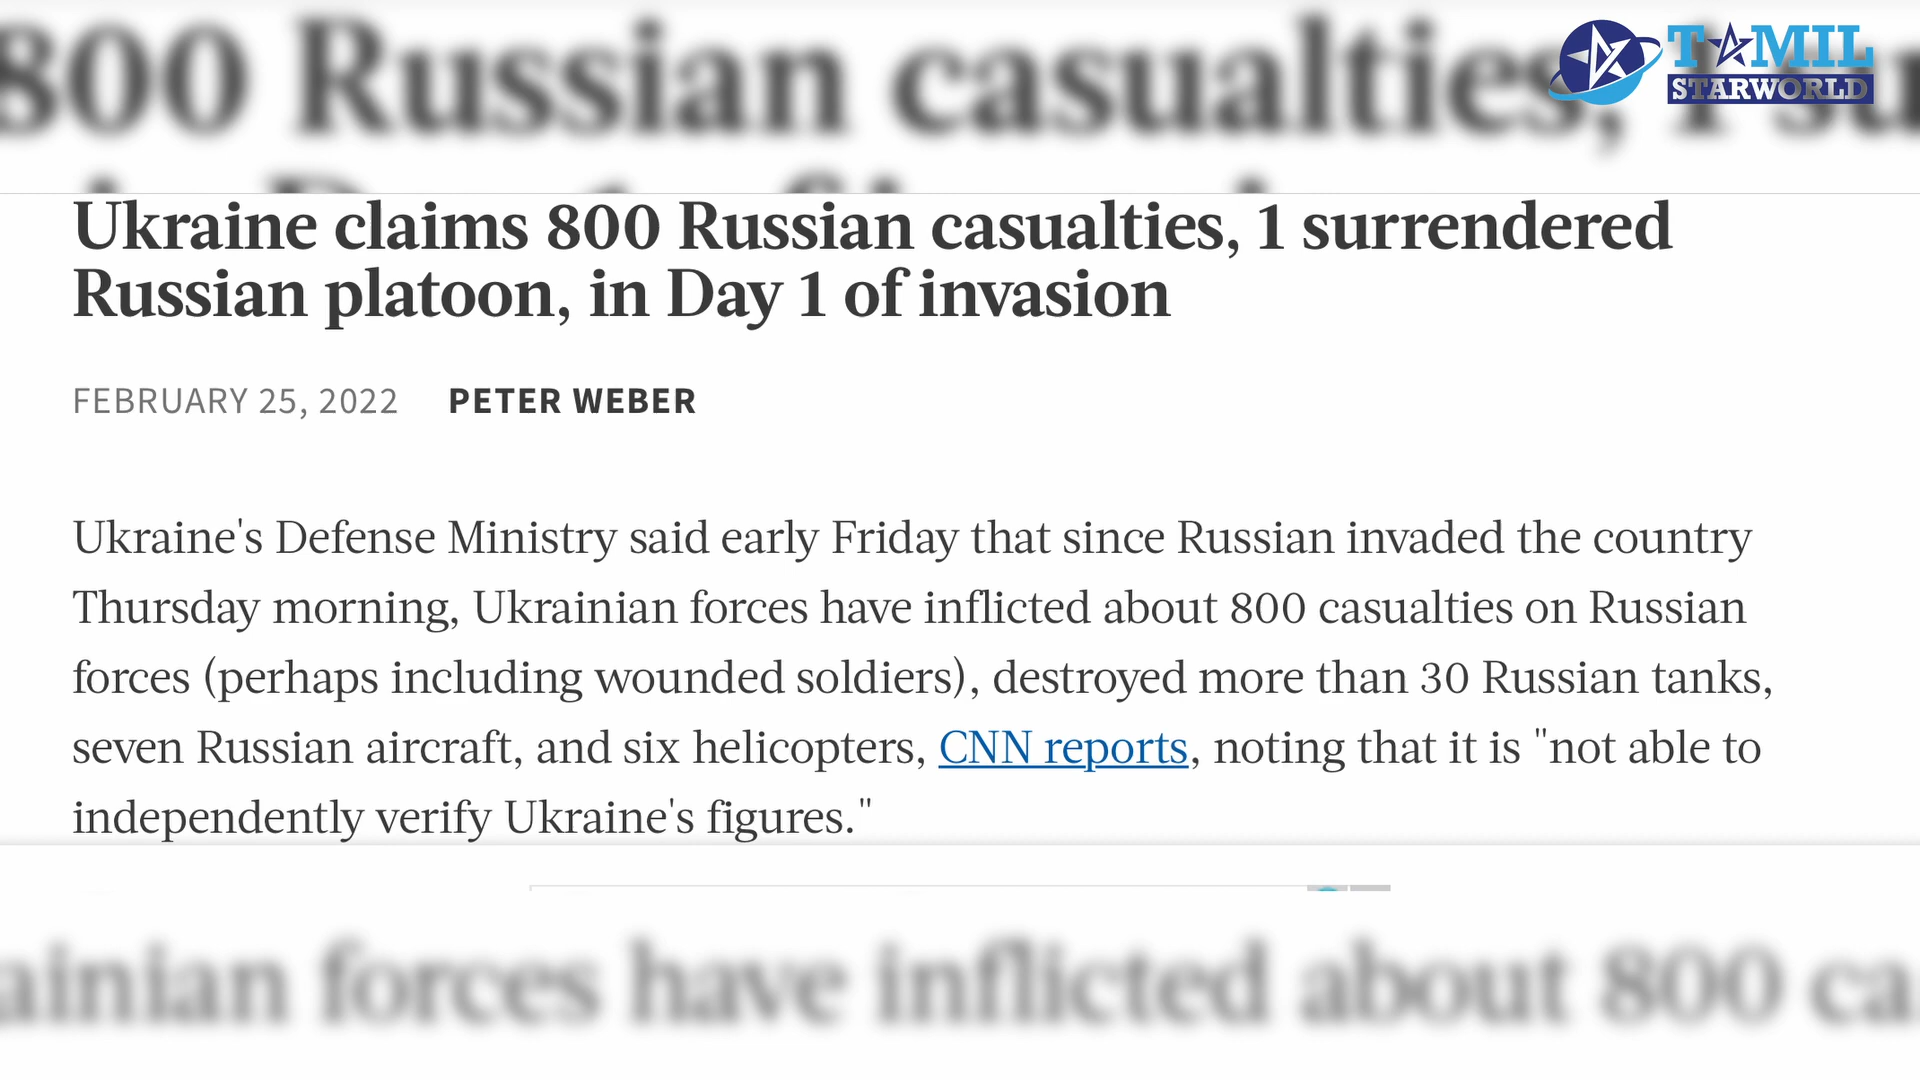 800 Russian casualties, 1 su
TAMIL
STARWORLD
Ukraine claims 800 Russian casualties, 1 surrendered
Russian platoon, in Day 1 of invasion
FEBRUARY 25, 2022 PETER WEBER
Ukraine's Defense Ministry said early Friday that since Russian invaded the country
Thursday morning, Ukrainian forces have inflicted about 800 casualties on Russian
forces (perhaps including wounded soldiers), destroyed more than 30 Russian tanks,
seven Russian aircraft, and six helicopters, CNN reports, noting that it is "not able to
independently verify Ukraine's figures."
ainian forces have inflicted about 800 ca